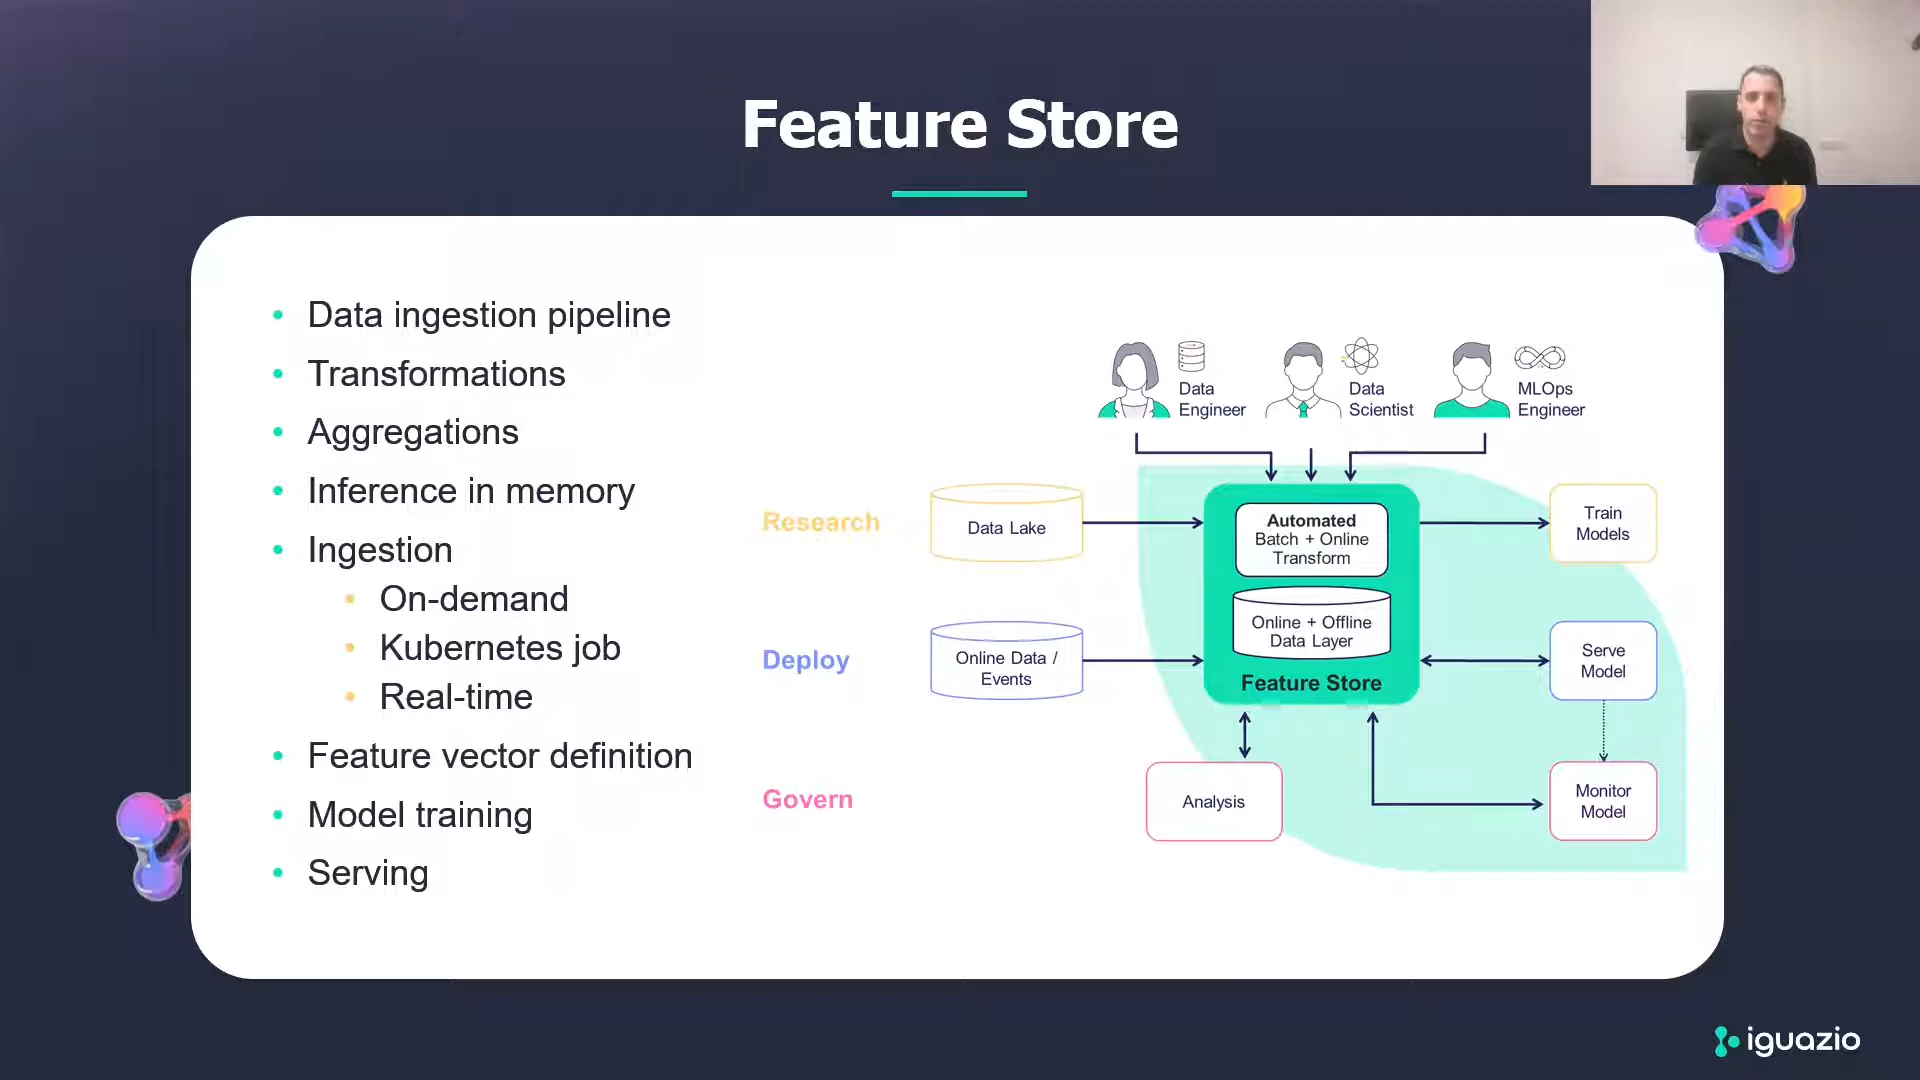 Feature Store
Data ingestion pipeline
Transformations
Aggregations
Inference in memory
Ingestion
On-demand
Kubernetes job
Real-time
Feature vector definition
Model training
Serving
Data
Engineer
Data
Scientist
MLOps
Engineer
Research
Data Lake
Automated
Batch + Online
Transform
Train
Models
Deploy
Online Data /
Events
Online + Offline
Data Layer
Feature Store
Serve
Model
Govern
Analysis
Monitor
Model
iguazio